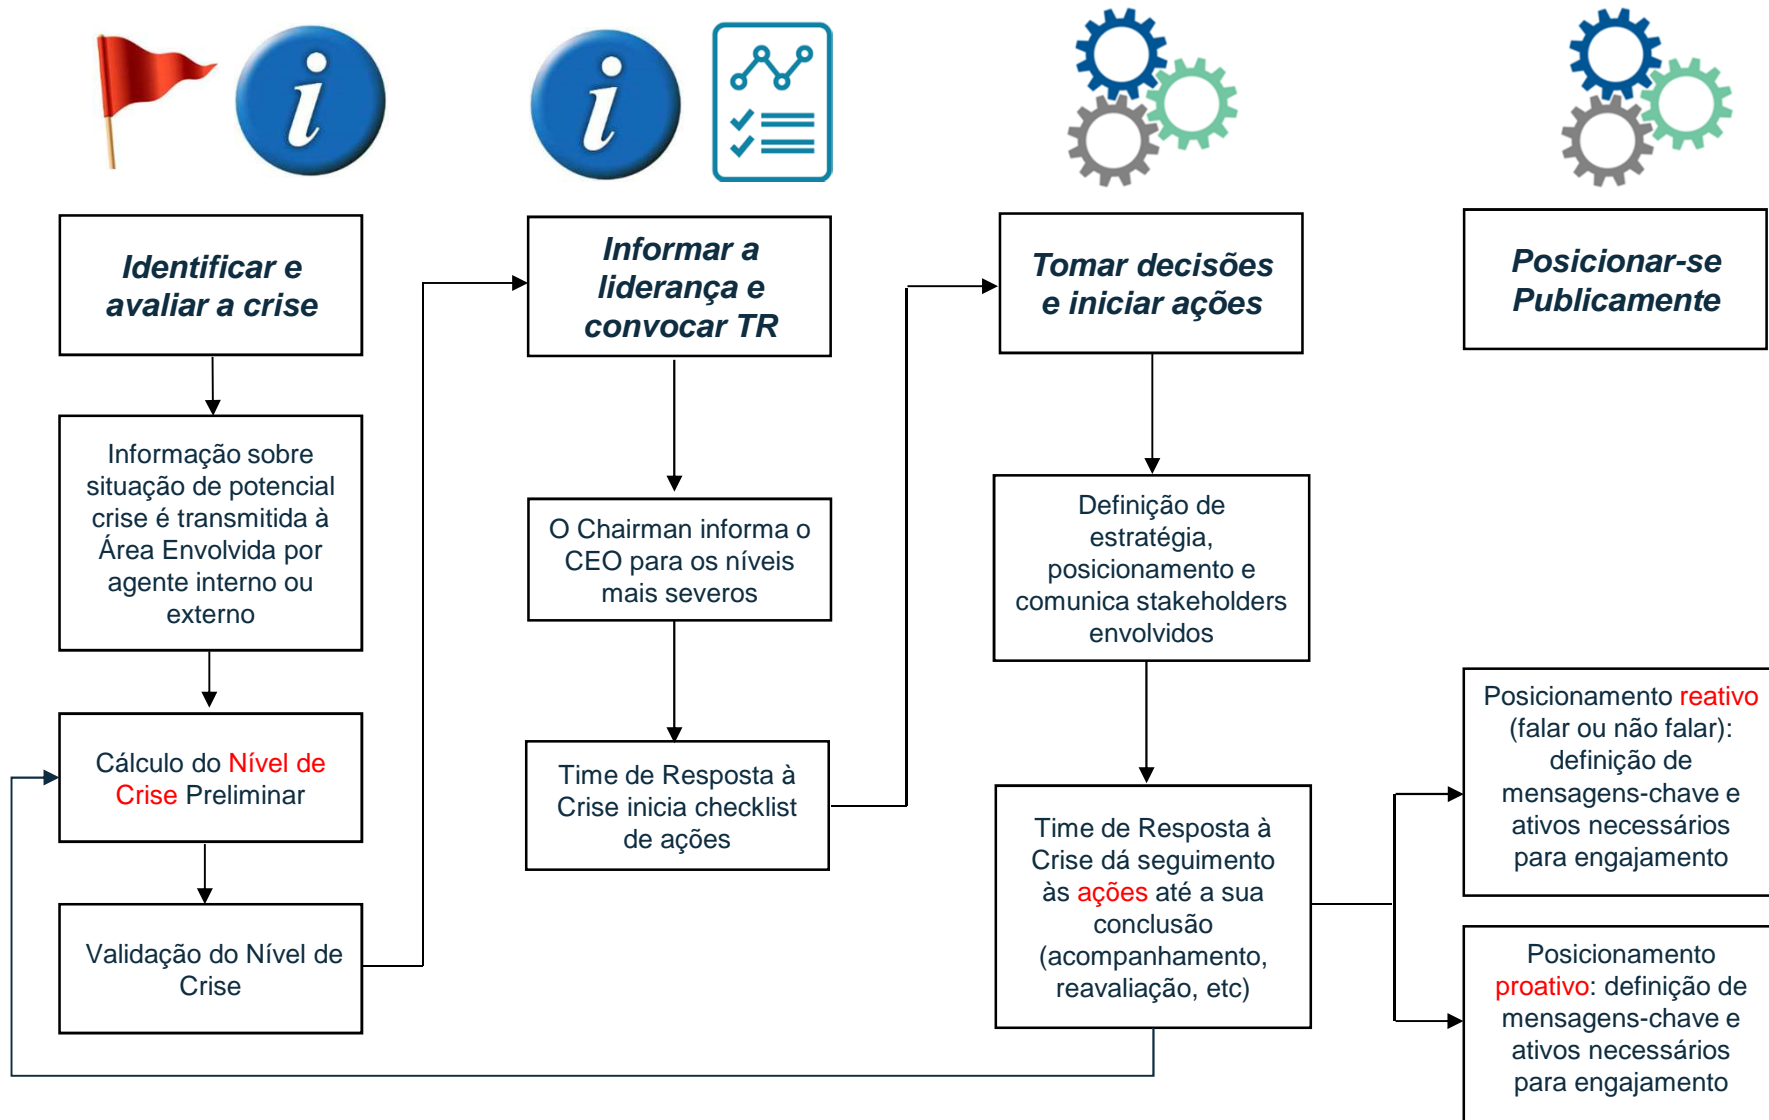 Identificar e
avaliar a crise
Informação sobre
situação de potencial
crise é transmitida à
Área Envolvida por
agente interno ou
externo
Cálculo do Nível de
Crise Preliminar
Validação do Nível de
Crise
Informar a
liderança e
convocar TR
O Chairman informa o
CEO para os níveis
mais severos
Time de Resposta à
Crise inicia checklist
de ações
Tomar decisões
e iniciar ações
Definição de
estratégia,
posicionamento e
comunica stakeholders
envolvidos
Time de Resposta à
Crise dá seguimento
às ações até a sua
conclusão
(acompanhamento,
reavaliação, etc)
Posicionar-se
Publicamente
Posicionamento reativo
(falar ou não falar):
definição de
mensagens-chave e
ativos necessários
para engajamento
Posicionamento
proativo: definição de
mensagens-chave e
ativos necessários
para engajamento